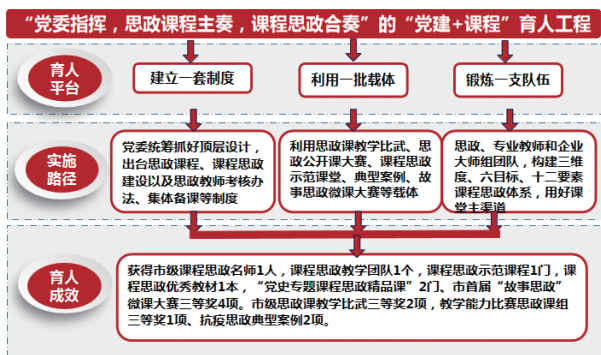 “党委指挥，思政课程主奏，课程思政合奏”的“党建+课程”育人工程
育人
平台
建立一套制度
利用一批载体
锻炼一支队伍
实施
路径
党委统筹抓好顶层设计，
出台思政课程、课程思政
建设以及思政教师考核办
法、集体备课等制度
利用思政课教学比武、思
政公开课大赛、课程思政
示范课堂、典型案例、故
事思政微课大赛等载体
思政、专业教师和企业
大师组团队，构建三维
度、六目标、十二要素
课程思政体系，用好课
堂主渠道
育人
成效
获得市级课程思政名师1人，课程思政教学团队1个，课程思政示范课程1门，课
程思政优秀教材1本，“党史专题课程思政精品课”2门、市首届“故事思政”
微课大赛三等奖4项。市级思政课教学比武三等奖2项，教学能力比赛思政课组
三等奖1项、抗疫思政典型案例2项。